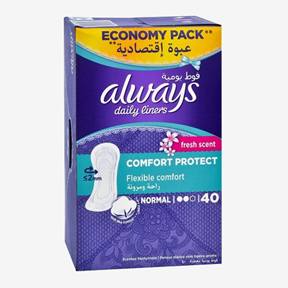 ECONOMY PACK**
**عبوة إقتصادية
فوط يومية
always
daily liners
fresh scent
COMFORT PROTECT
Flexible comfort
راحة ومرونة
≤2mm
NORMAL
40